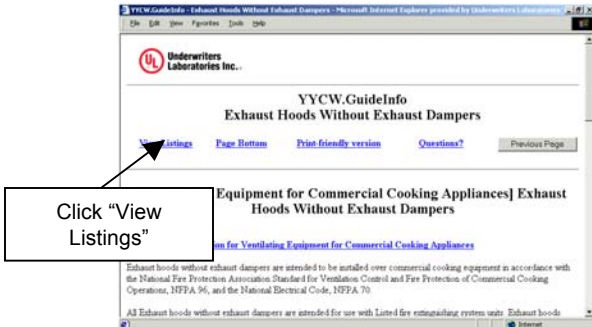 YYCW.GuideInfo - Exhaust Hoods Without Exhaust Dampers - Microsoft Internet Explorer provided by Underwriters Laboratories
File Edit View Favorites Tools Help
UL Underwriters
Laboratories Inc.
YYCW.GuideInfo
Exhaust Hoods Without Exhaust Dampers
Listings Page Bottom Print-friendly version Questions? Previous Page
Equipment for Commercial Cooking Appliances] Exhaust
Hoods Without Exhaust Dampers
Click "View
Listings"
for Ventilating Equipment for Commercial Cooking Appliances
Exhaust hoods without exhaust dampers are intended to be installed over commercial cooking equipment in accordance with
the National Fire Protection Association Standard for Ventilation Control and Fire Protection of Commercial Cooking
Operations, NFPA 96, and the National Electrical Code, NFPA 70.
All Exhaust hoods without exhaust dampers are intended for use with Listed fire extinguishing system units. Exhaust hoods
Internet